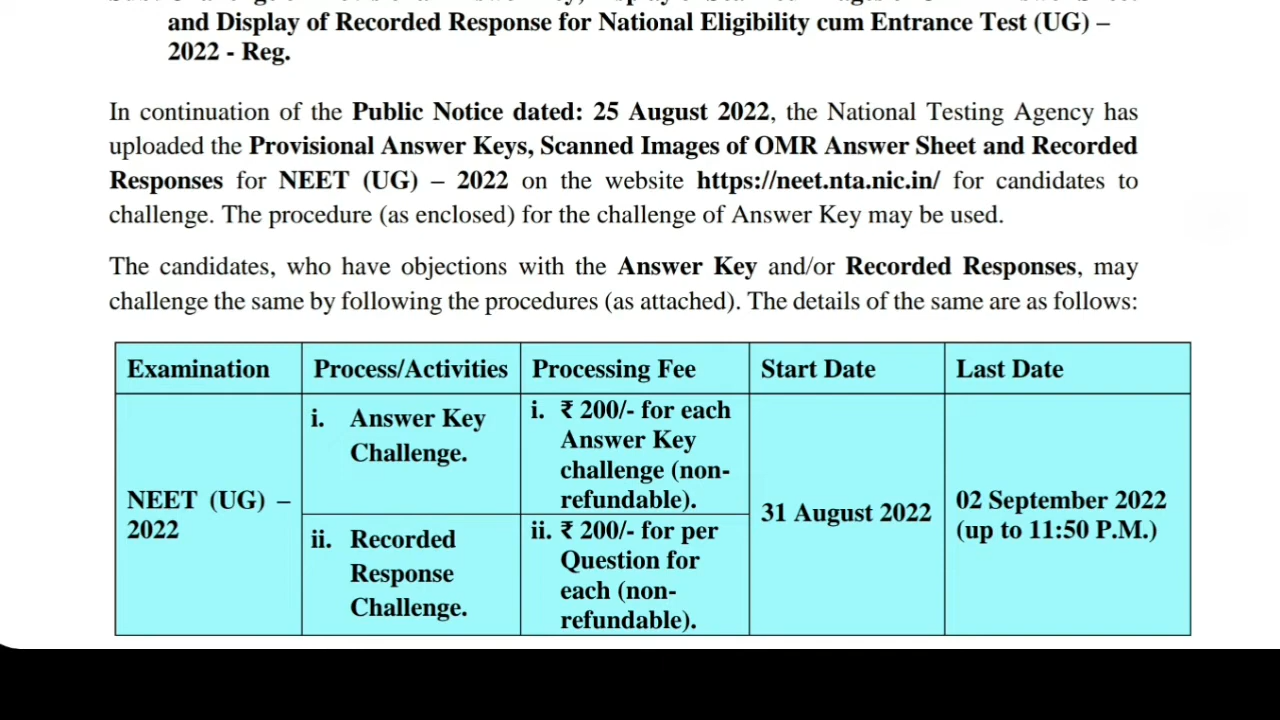 and Display of Recorded Response for National Eligibility cum Entrance Test (UG) –
2022 - Reg.
In continuation of the Public Notice dated: 25 August 2022, the National Testing Agency has
uploaded the Provisional Answer Keys, Scanned Images of OMR Answer Sheet and Recorded
Responses for NEET (UG) – 2022 on the website https://neet.nta.nic.in/ for candidates to
challenge. The procedure (as enclosed) for the challenge of Answer Key may be used.
The candidates, who have objections with the Answer Key and/or Recorded Responses, may
challenge the same by following the procedures (as attached). The details of the same are as follows:
Examination Process/Activities Processing Fee Start Date Last Date
NEET (UG) –
2022
i. Answer Key
Challenge.
i. ₹ 200/- for each
Answer Key
challenge (non-
refundable).
ii. Recorded
Response
Challenge.
ii. ₹ 200/- for per
Question for
each (non-
refundable).
31 August 2022
02 September 2022
(up to 11:50 P.M.)